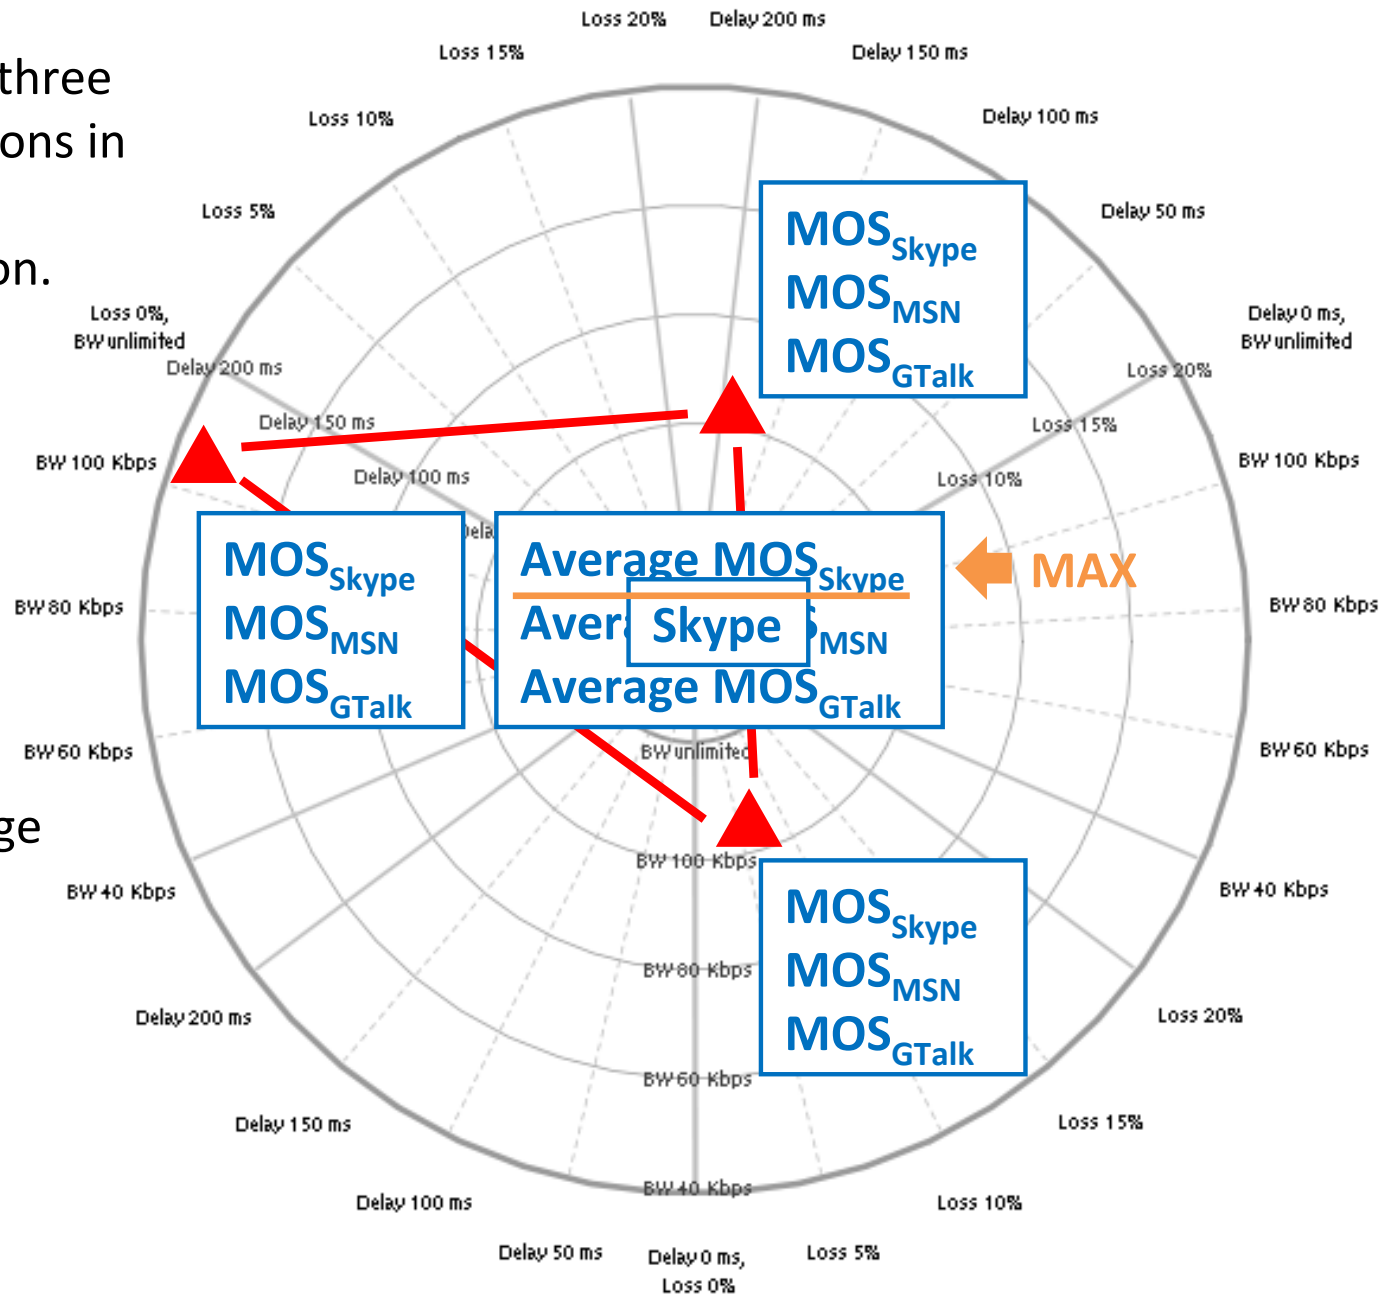 Loss 20%
Delay 200 ms
Loss 15%
Delay 150 ms
three
Loss 10%
Delay 100 ms
ons in
Loss 5%
Delay 50 ms
on.
MOSSkype
MOSMSN
MOSGTalk
Loss 0%,
BW unlimited
Delay 0 ms,
BW unlimited
Delay 200 ms
Loss 20%
Delay 150 ms
Loss 15%
BW 100 Kbps
Delay 100 ms
Loss 10%
BW 100 Kbps
MOSSkype
MOSMSN
MOSGTalk
Average MOSSkype
Skype
Average MOSGTalk
MAX
BW 80 Kbps
BW 80 Kbps
BW 60 Kbps
BW unlimited
BW 60 Kbps
ge
BW 100 Kbps
BW 40 Kbps
BW 40 Kbps
MOSSkype
MOSMSN
MOSGTalk
BW 80 Kbps
Delay 200 ms
Loss 20%
BW 60 Kbps
Delay 150 ms
Loss 15%
BW 40 Kbps
Delay 100 ms
Loss 10%
Delay 50 ms
Delay 0 ms,
Loss 0%
Loss 5%